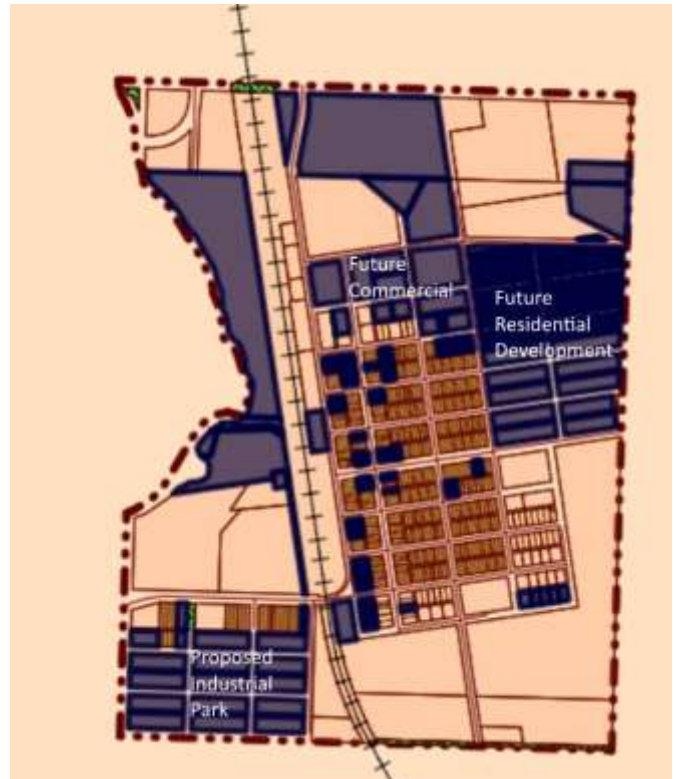 Future
Commercial
Future
Residential
Development
Proposed
Industrial
Park